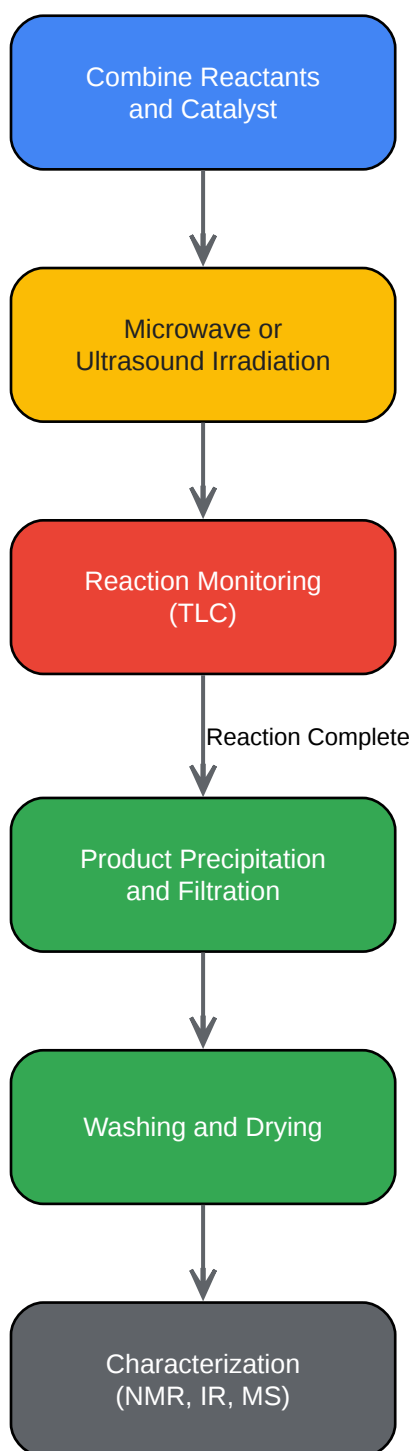 Combine Reactants
and Catalyst
Microwave or
Ultrasound Irradiation
Reaction Monitoring
(TLC)
Reaction Complete
Product Precipitation
and Filtration
Washing and Drying
Characterization
(NMR, IR, MS)